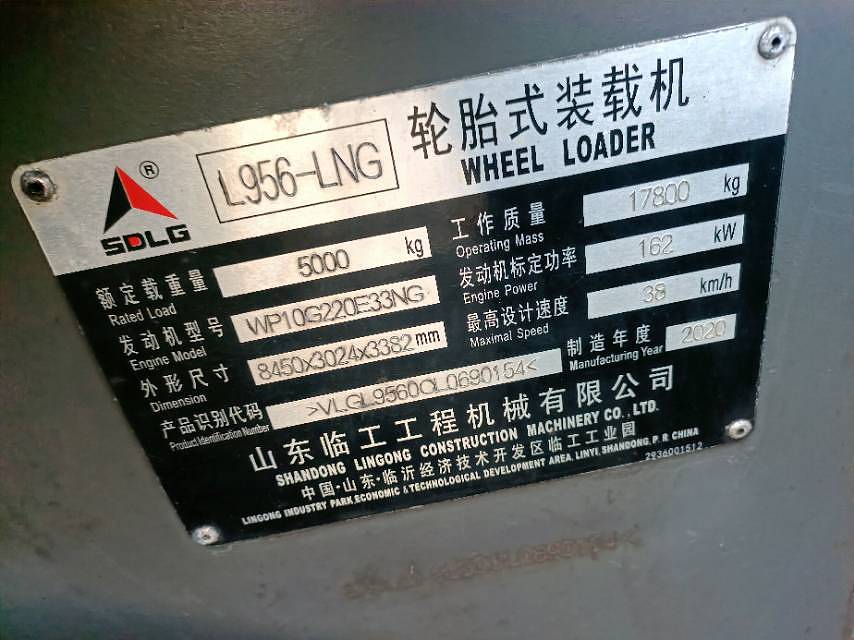 SDLG ®
L956-LNG
轮胎式装载机
WHEEL LOADER
额定载重量 5000 kg
Rated Load
工作质量 17800 kg
Operating Mass
发动机型号 WP10G220E33NG
Engine Model
发动机标定功率 162 kW
Engine Power
外形尺寸 8450x3024x3382 mm
Dimension
最高设计速度 38 km/h
Maximal Speed
产品识别代码 >VLGL9560OL0690154<
Product Identification Number
制造年度 2020
Manufacturing Year
山东临工工程机械有限公司
SHANDONG LINGONG CONSTRUCTION MACHINERY CO., LTD.
中国·山东·临沂经济技术开发区临工工业园
LINGONG INDUSTRY PARK, ECONOMIC & TECHNOLOGICAL DEVELOPMENT AREA, LINYI, SHANDONG, P. R. CHINA
2936001512